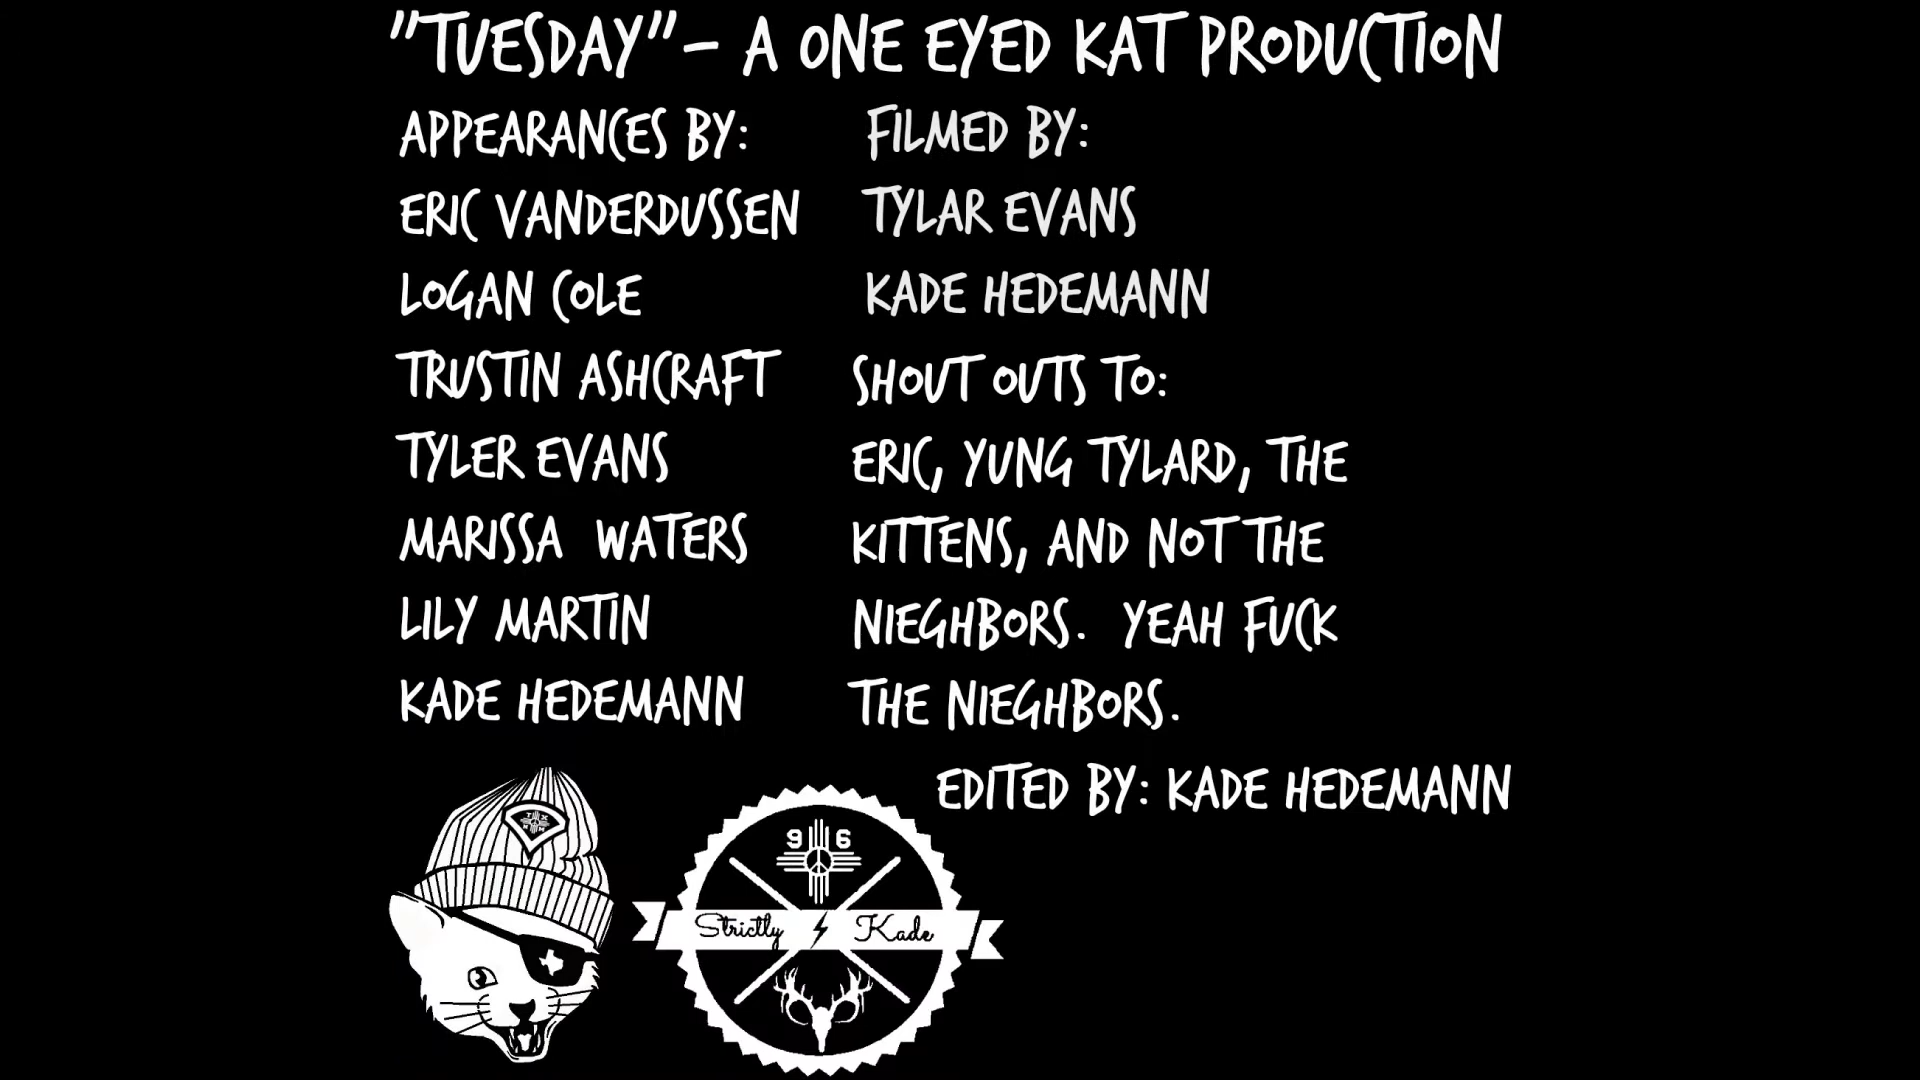 "TUESDAY" - A ONE EYED KAT PRODUCTION
APPEARANCES BY:
ERIC VANDERDUSSEN
LOGAN COLE
TRUSTIN ASHCRAFT
TYLER EVANS
MARISSA WATERS
LILY MARTIN
KADE HEDEMANN
FILMED BY:
TYLAR EVANS
KADE HEDEMANN
SHOUT OUTS TO:
ERIC, YUNG TYLARD, THE
KITTENS, AND NOT THE
NIEGHBORS. YEAH FUCK
THE NIEGHBORS.
EDITED BY: KADE HEDEMANN
96
Strictly Kade